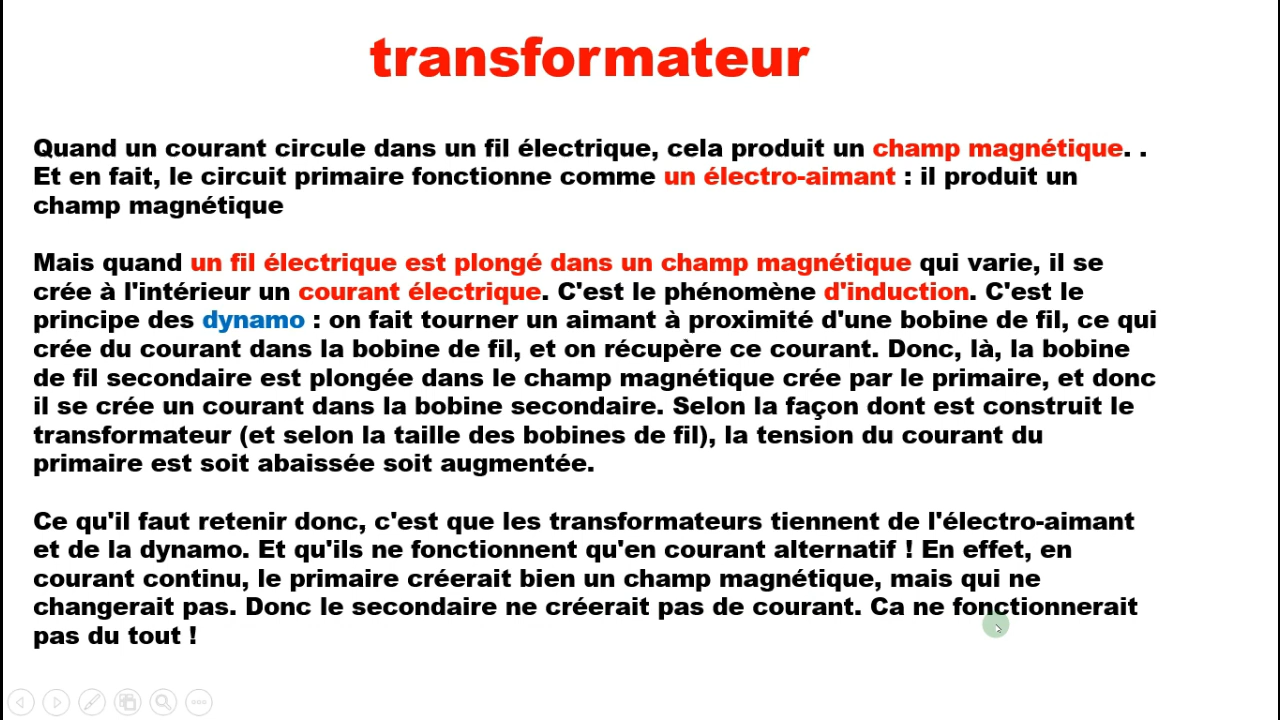 transformateur
Quand un courant circule dans un fil électrique, cela produit un champ magnétique. .
Et en fait, le circuit primaire fonctionne comme un électro-aimant : il produit un
champ magnétique
Mais quand un fil électrique est plongé dans un champ magnétique qui varie, il se
crée à l'intérieur un courant électrique. C'est le phénomène d'induction. C'est le
principe des dynamo : on fait tourner un aimant à proximité d'une bobine de fil, ce qui
crée du courant dans la bobine de fil, et on récupère ce courant. Donc, là, la bobine
de fil secondaire est plongée dans le champ magnétique crée par le primaire, et donc
il se crée un courant dans la bobine secondaire. Selon la façon dont est construit le
transformateur (et selon la taille des bobines de fil), la tension du courant du
primaire est soit abaissée soit augmentée.
Ce qu'il faut retenir donc, c'est que les transformateurs tiennent de l'électro-aimant
et de la dynamo. Et qu'ils ne fonctionnent qu'en courant alternatif ! En effet, en
courant continu, le primaire créerait bien un champ magnétique, mais qui ne
changerait pas. Donc le secondaire ne créerait pas de courant. Ca ne fonctionnerait
pas du tout !